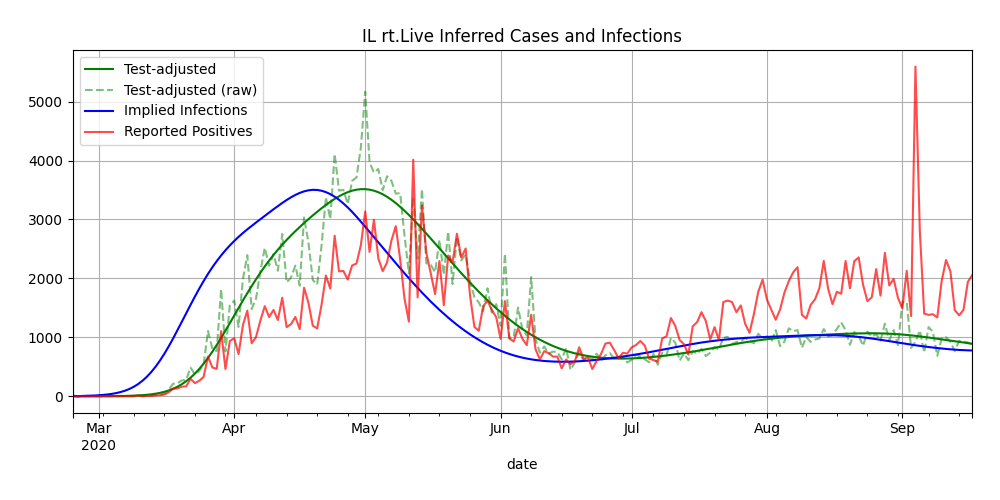 IL rt.Live Inferred Cases and Infections
Test-adjusted
Test-adjusted (raw)
Implied Infections
Reported Positives
5000
4000
3000
2000
1000
0
Mar Apr May Jun Jul Aug Sep
2020
date